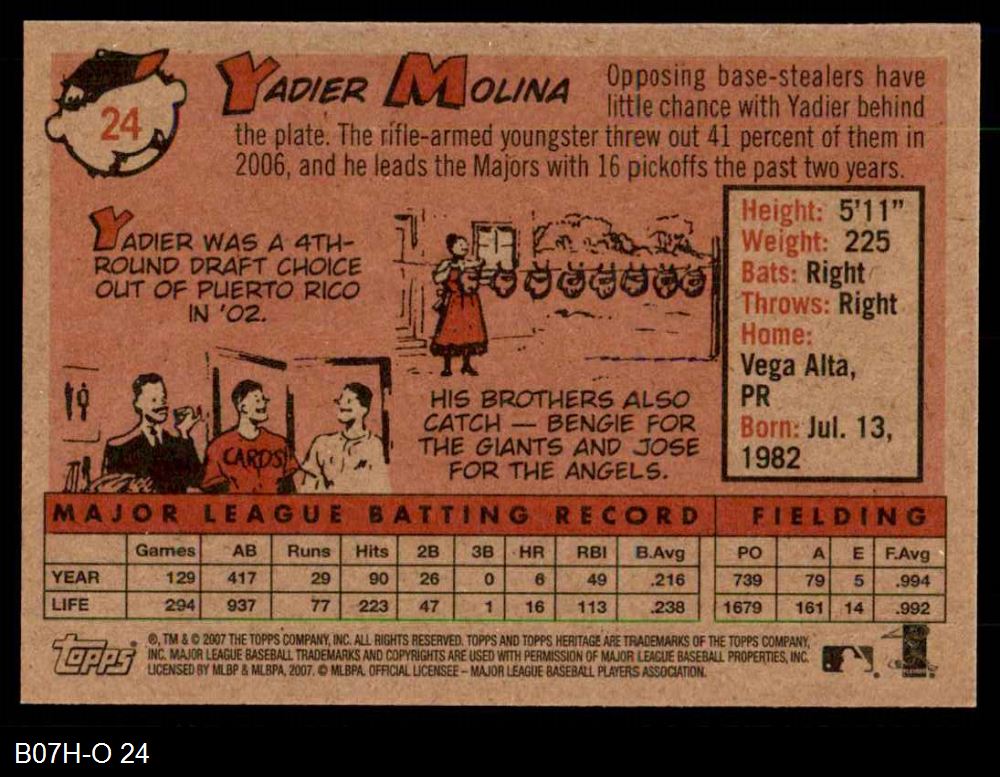 24
YADIER MOLINA
Opposing base-stealers have
little chance with Yadier behind
the plate. The rifle-armed youngster threw out 41 percent of them in
2006, and he leads the Majors with 16 pickoffs the past two years.
YADIER WAS A 4TH-
ROUND DRAFT CHOICE
OUT OF PUERTO RICO
IN '02.
CARDS
HIS BROTHERS ALSO
CATCH — BENGIE FOR
THE GIANTS AND JOSE
FOR THE ANGELS.
Height: 5'11"
Weight: 225
Bats: Right
Throws: Right
Home:
Vega Alta,
PR
Born: Jul. 13,
1982
MAJOR LEAGUE BATTING RECORD FIELDING
Games AB Runs Hits 2B 3B HR RBI B.Avg PO A E F.Avg
YEAR 129 417 29 90 26 0 6 49 .216 739 79 5 .994
LIFE 294 937 77 223 47 1 16 113 .238 1679 161 14 .992
Topps
®, TM & © 2007 THE TOPPS COMPANY, INC. ALL RIGHTS RESERVED. TOPPS AND TOPPS HERITAGE ARE TRADEMARKS OF THE TOPPS COMPANY,
INC. MAJOR LEAGUE BASEBALL TRADEMARKS AND COPYRIGHTS ARE USED WITH PERMISSION OF MAJOR LEAGUE BASEBALL PROPERTIES, INC.
LICENSED BY MLBP & MLBPA, 2007. © MLBPA. OFFICIAL LICENSEE – MAJOR LEAGUE BASEBALL PLAYERS ASSOCIATION.
B07H-O 24